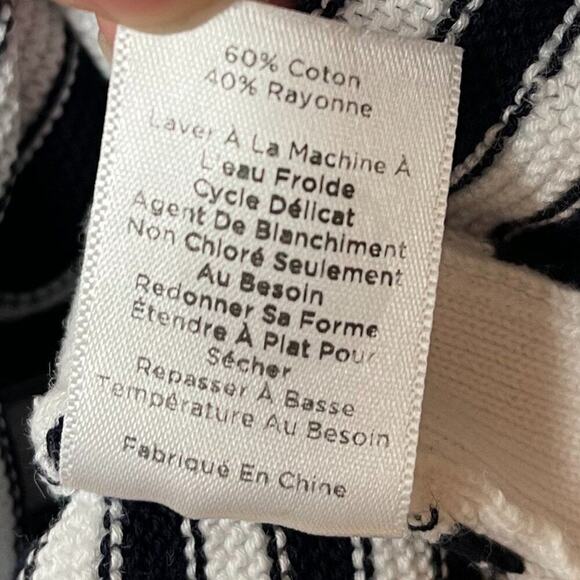 60% Coton
40% Rayonne
Laver À La Machine À
L'eau Froide
Cycle Délicat
Agent De Blanchiment
Non Chloré Seulement
Au Besoin
Redonner Sa Forme
Étendre À Plat Pour
Sécher
Repasser À Basse
Température Au Besoin
Fabriqué En Chine